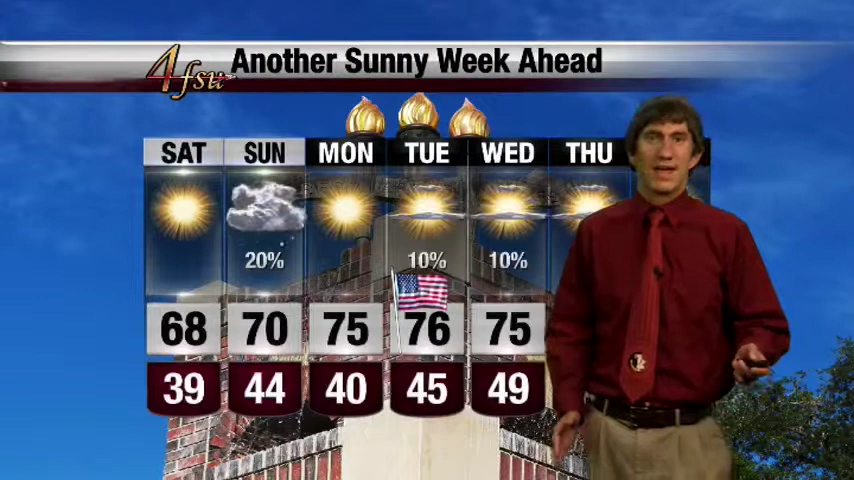 4fsu
Another Sunny Week Ahead
SAT SUN MON TUE WED THU
20% 10% 10%
68 70 75 76 75
39 44 40 45 49